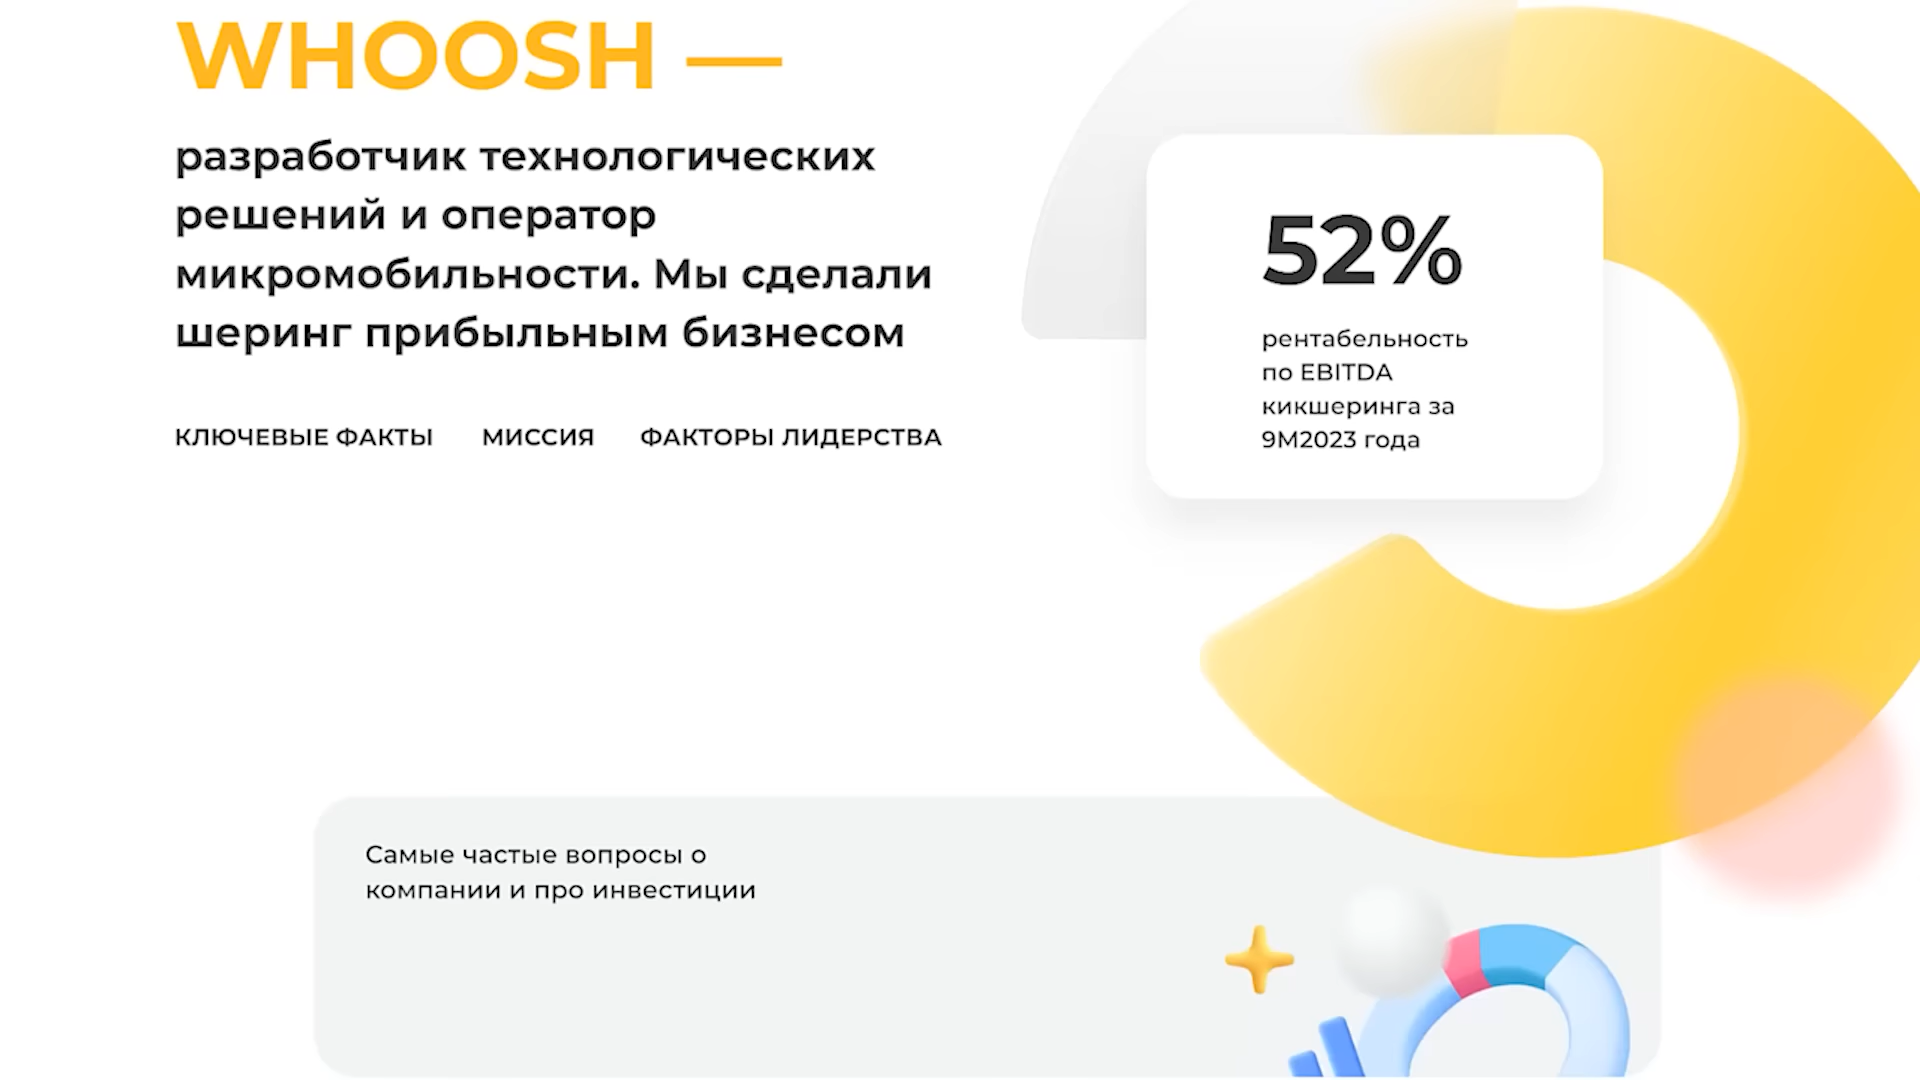 WHOOSH —
разработчик технологических
решений и оператор
микромобильности. Мы сделали
шеринг прибыльным бизнесом
КЛЮЧЕВЫЕ ФАКТЫ МИССИЯ ФАКТОРЫ ЛИДЕРСТВА
52%
рентабельность
по EBITDA
кикшеринга за
9М2023 года
Самые частые вопросы о
компании и про инвестиции